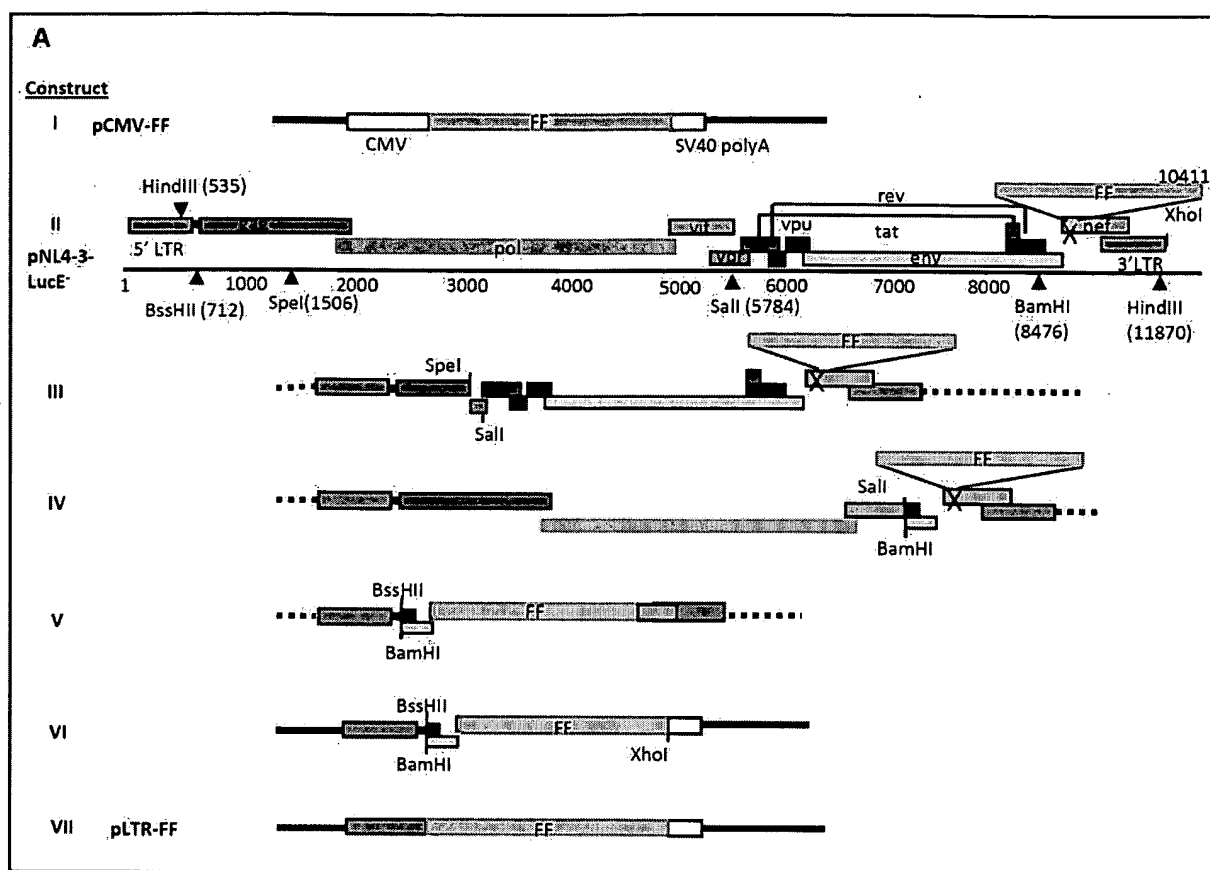 A
Construct
I pCMV-FF
FF
CMV
SV40 polyA
HindIII (535)
10411
FF
XhoI
II
rev
vif
vpu
nef
5' LTR
pol
tat
pNL4-3-
LucE-
vpr
env
3'LTR
1 1000 3000 4000 5000 6000 7000 8000
BssHII (712)
SpeI(1506)
SalI (5784)
BamHI
(8476)
HindIII
(11870)
III
SpeI
FF
SalI
IV
FF
SalI
BamHI
V
BssHII
FF
BamHI
VI
BssHII
FF
BamHI
XhoI
VII pLTR-FF
FF